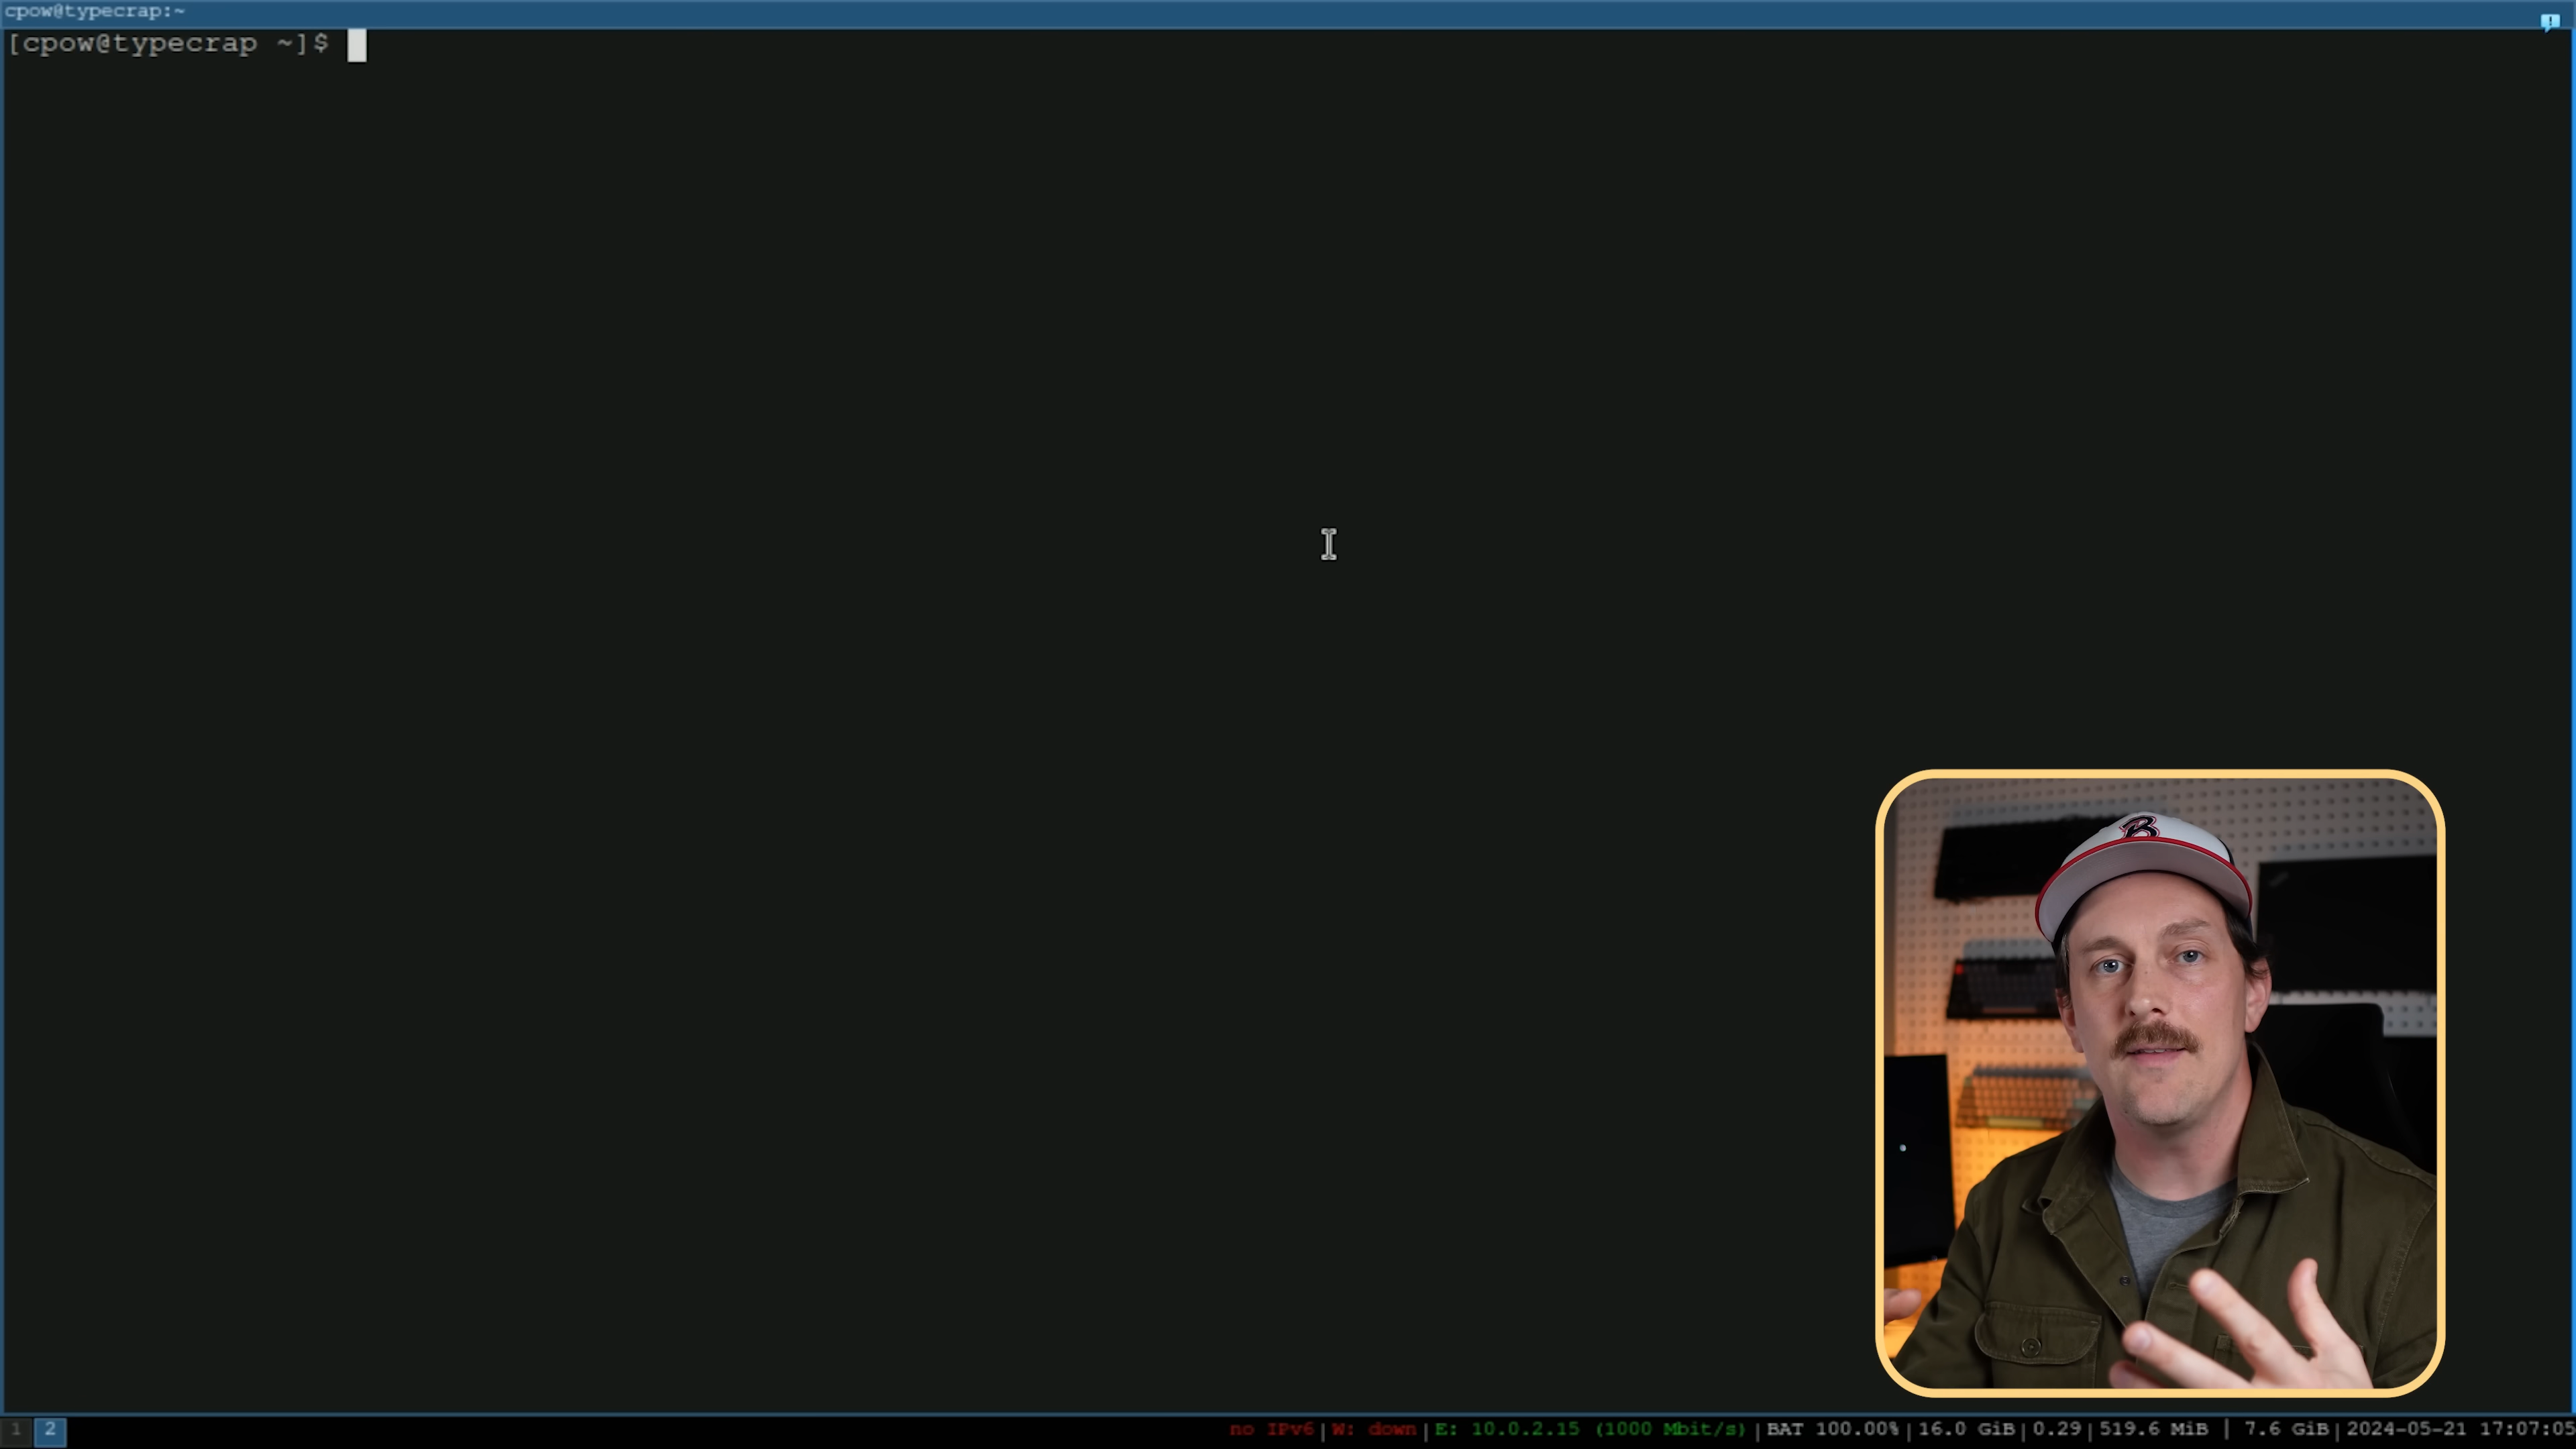 cpow@typecrap:~
[cpow@typecrap ~]$
B
1 2 no IPv6|W: down|E: 10.0.2.15 (1000 Mbit/s)|BAT 100.00%|16.0 GiB|0.29|519.6 MiB | 7.6 GiB|2024-05-21 17:07:05